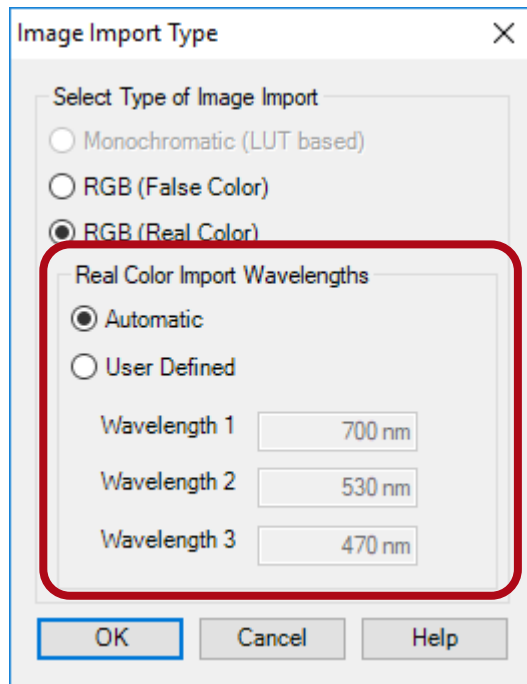 Image Import Type
Select Type of Image Import
Monochromatic (LUT based)
RGB (False Color)
RGB (Real Color)
Real Color Import Wavelengths
Automatic
User Defined
Wavelength 1 700 nm
Wavelength 2 530 nm
Wavelength 3 470 nm
OK Cancel Help